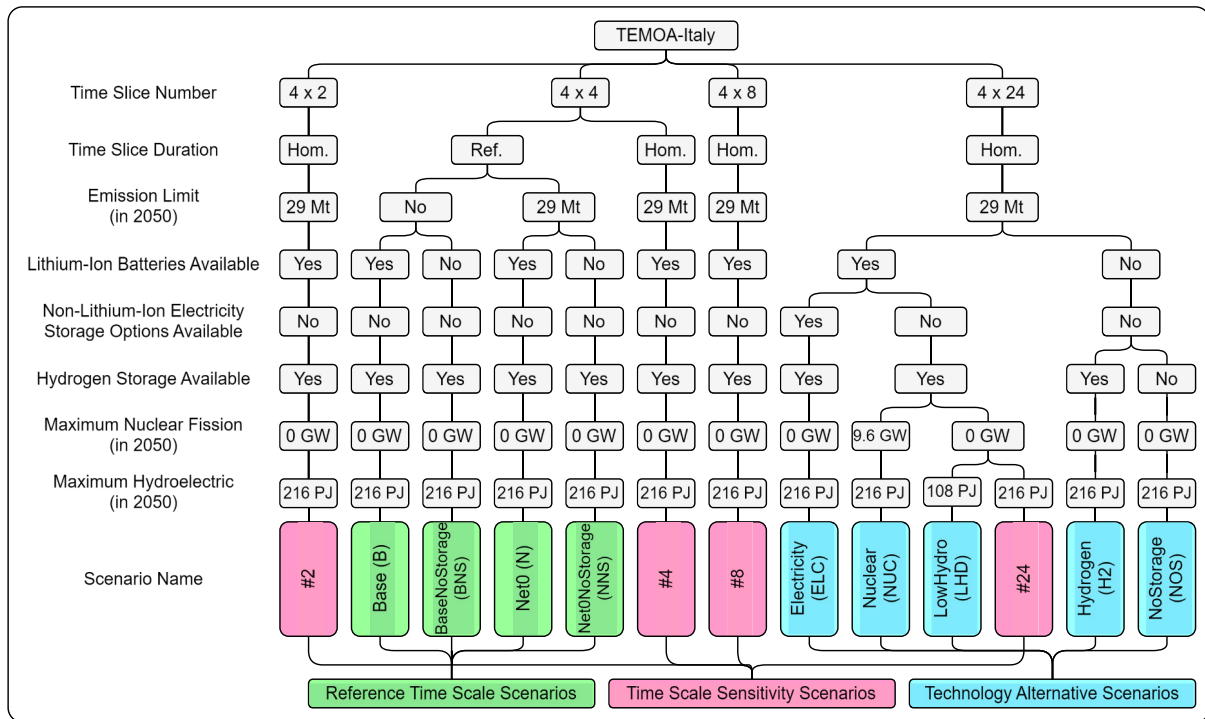 TEMOA-Italy
Time Slice Number
4 x 2
4 x 4
4 x 8
4 x 24
Time Slice Duration
Hom.
Ref.
Hom.
Hom.
Hom.
Emission Limit
(in 2050)
29 Mt
No
29 Mt
29 Mt
29 Mt
29 Mt
Lithium-Ion Batteries Available
Yes
Yes
No
Yes
No
Yes
Yes
Yes
No
Non-Lithium-Ion Electricity
Storage Options Available
No
No
No
No
No
No
No
Yes
No
No
Hydrogen Storage Available
Yes
Yes
Yes
Yes
Yes
Yes
Yes
Yes
Yes
Yes
No
Maximum Nuclear Fission
(in 2050)
0 GW
0 GW
0 GW
0 GW
0 GW
0 GW
0 GW
0 GW
9.6 GW
0 GW
0 GW
0 GW
Maximum Hydroelectric
(in 2050)
216 PJ
216 PJ
216 PJ
216 PJ
216 PJ
216 PJ
216 PJ
216 PJ
216 PJ
108 PJ
216 PJ
216 PJ
216 PJ
Scenario Name
#2
Base (B)
BaseNoStorage
(BNS)
Net0 (N)
Net0NoStorage
(NNS)
#4
#8
Electricity
(ELC)
Nuclear
(NUC)
LowHydro
(LHD)
#24
Hydrogen
(H2)
NoStorage
(NOS)
Reference Time Scale Scenarios
Time Scale Sensitivity Scenarios
Technology Alternative Scenarios